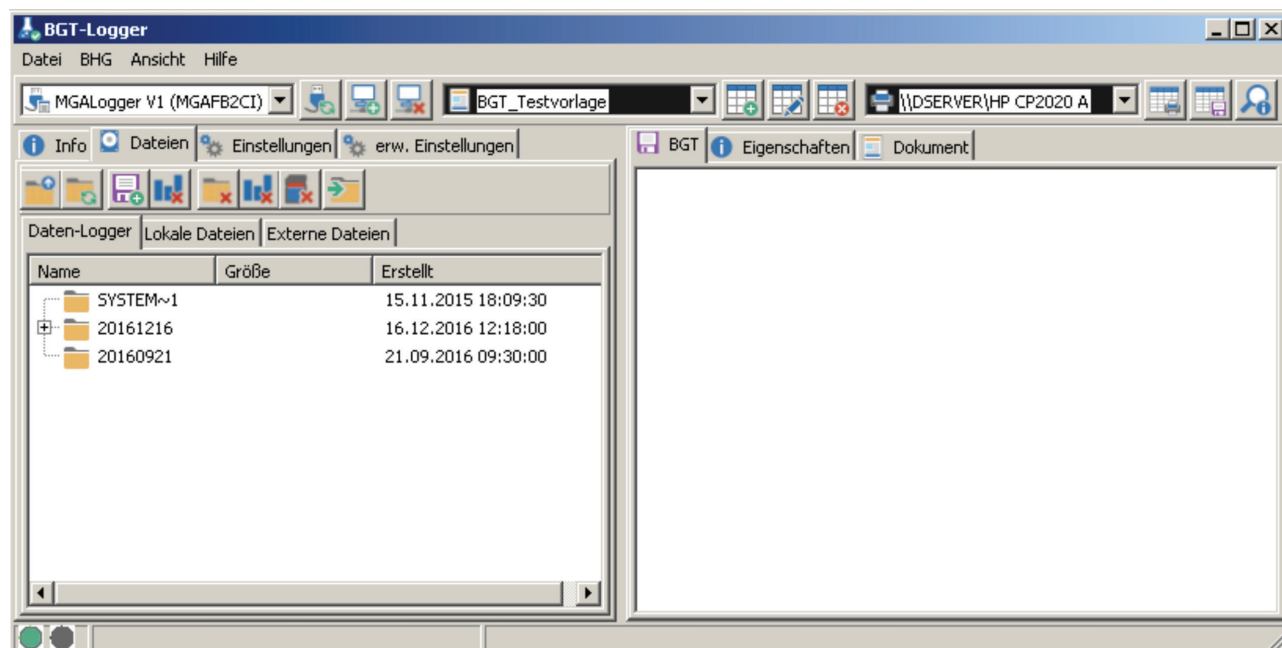 BGT-Logger
Datei BHG Ansicht Hilfe
MGALogger V1 (MGAFB2CI) BGT_Testvorlage \\DSERVER\HP CP2020 A
Info Dateien Einstellungen erw. Einstellungen BGT Eigenschaften Dokument
Daten-Logger Lokale Dateien Externe Dateien
Name Größe Erstellt
SYSTEM~1 15.11.2015 18:09:30
20161216 16.12.2016 12:18:00
20160921 21.09.2016 09:30:00